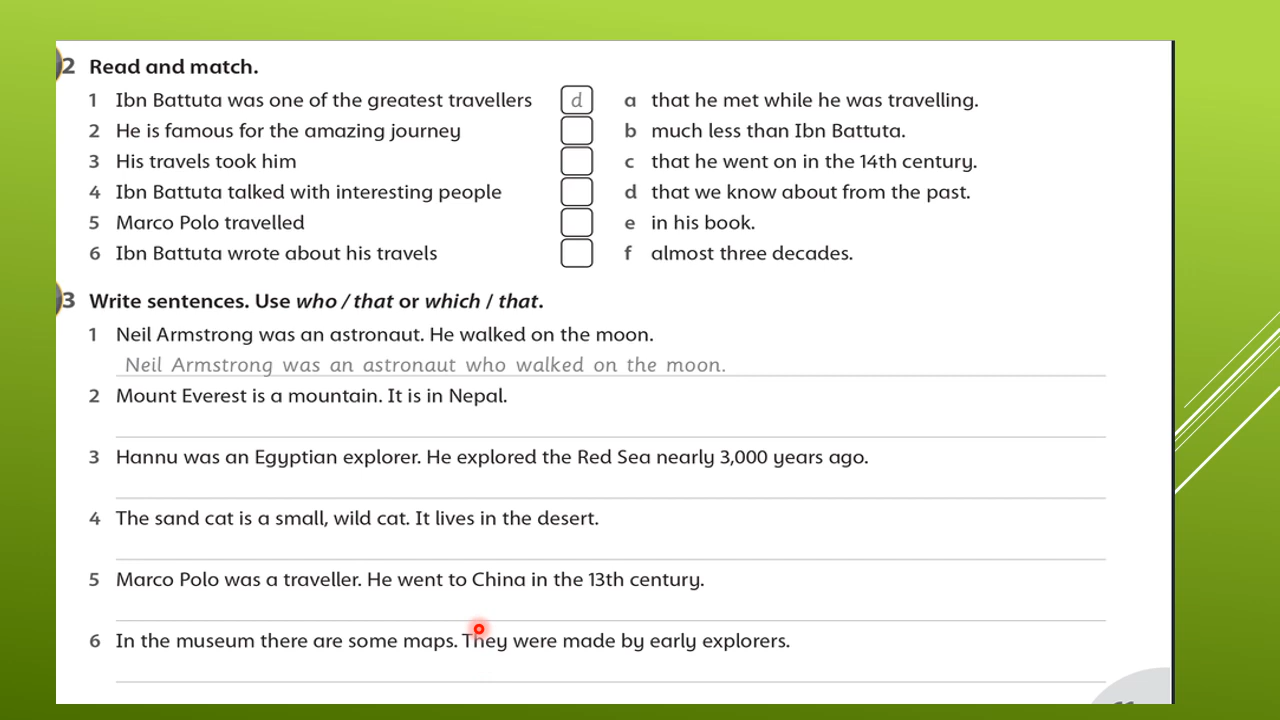 2 Read and match.
1 Ibn Battuta was one of the greatest travellers d a that he met while he was travelling.
2 He is famous for the amazing journey b much less than Ibn Battuta.
3 His travels took him c that he went on in the 14th century.
4 Ibn Battuta talked with interesting people d that we know about from the past.
5 Marco Polo travelled e in his book.
6 Ibn Battuta wrote about his travels f almost three decades.
3 Write sentences. Use who / that or which / that.
1 Neil Armstrong was an astronaut. He walked on the moon.
Neil Armstrong was an astronaut who walked on the moon.
2 Mount Everest is a mountain. It is in Nepal.
3 Hannu was an Egyptian explorer. He explored the Red Sea nearly 3,000 years ago.
4 The sand cat is a small, wild cat. It lives in the desert.
5 Marco Polo was a traveller. He went to China in the 13th century.
6 In the museum there are some maps. They were made by early explorers.